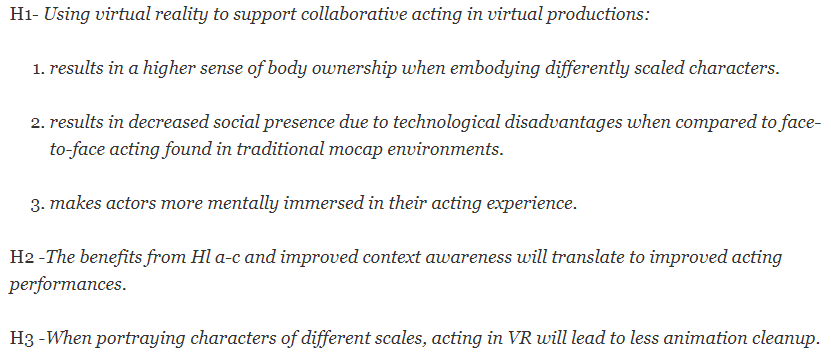 H1- Using virtual reality to support collaborative acting in virtual productions:
1. results in a higher sense of body ownership when embodying differently scaled characters.
2. results in decreased social presence due to technological disadvantages when compared to face-
to-face acting found in traditional mocap environments.
3. makes actors more mentally immersed in their acting experience.
H2 -The benefits from Hl a-c and improved context awareness will translate to improved acting
performances.
H3 -When portraying characters of different scales, acting in VR will lead to less animation cleanup.